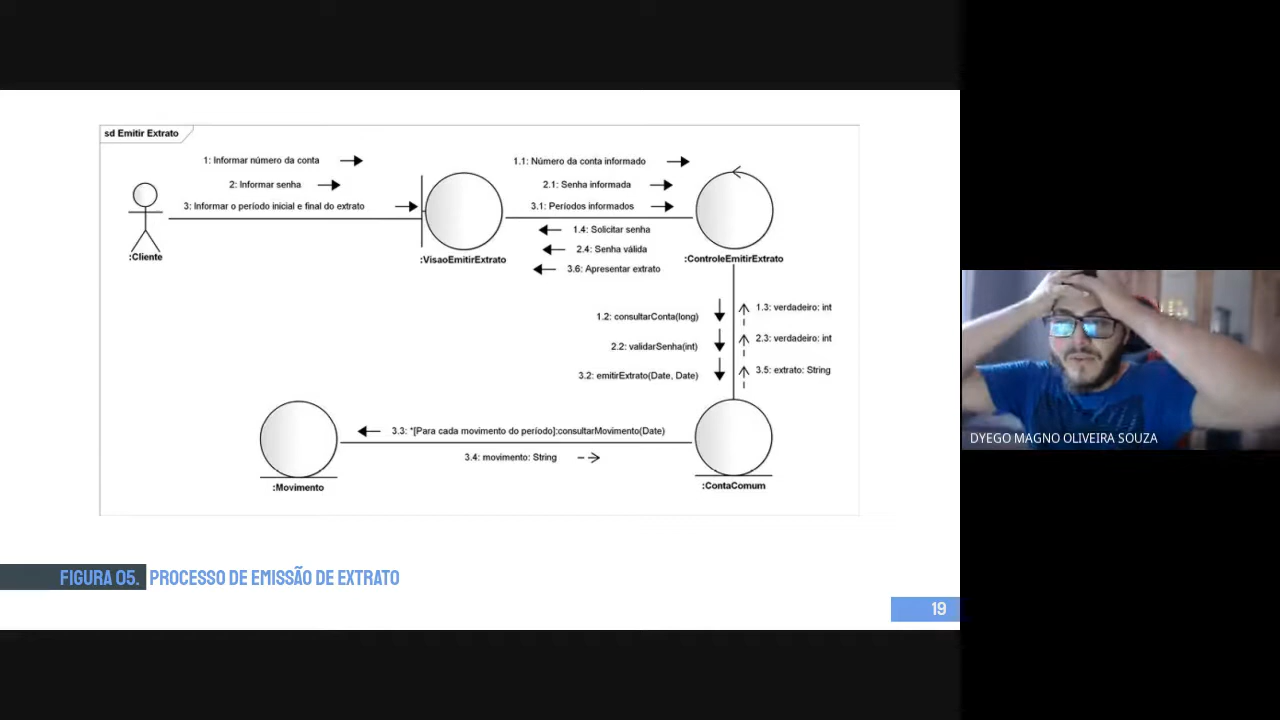 sd Emitir Extrato
1: Informar número da conta
2: Informar senha
3: Informar o período inicial e final do extrato
1.1: Número da conta informado
2.1: Senha informada
3.1: Períodos informados
1.4: Solicitar senha
2.4: Senha válida
3.6: Apresentar extrato
:Cliente
:VisaoEmitirExtrato
:ControleEmitirExtrato
1.2: consultarConta(long)
2.2: validarSenha(int)
3.2: emitirExtrato(Date, Date)
1.3: verdadeiro: int
2.3: verdadeiro: int
3.5: extrato: String
3.3: *[Para cada movimento do período]:consultarMovimento(Date)
3.4: movimento: String
:Movimento
:ContaComum
FIGURA 05. PROCESSO DE EMISSÃO DE EXTRATO
19
DYEGO MAGNO OLIVEIRA SOUZA